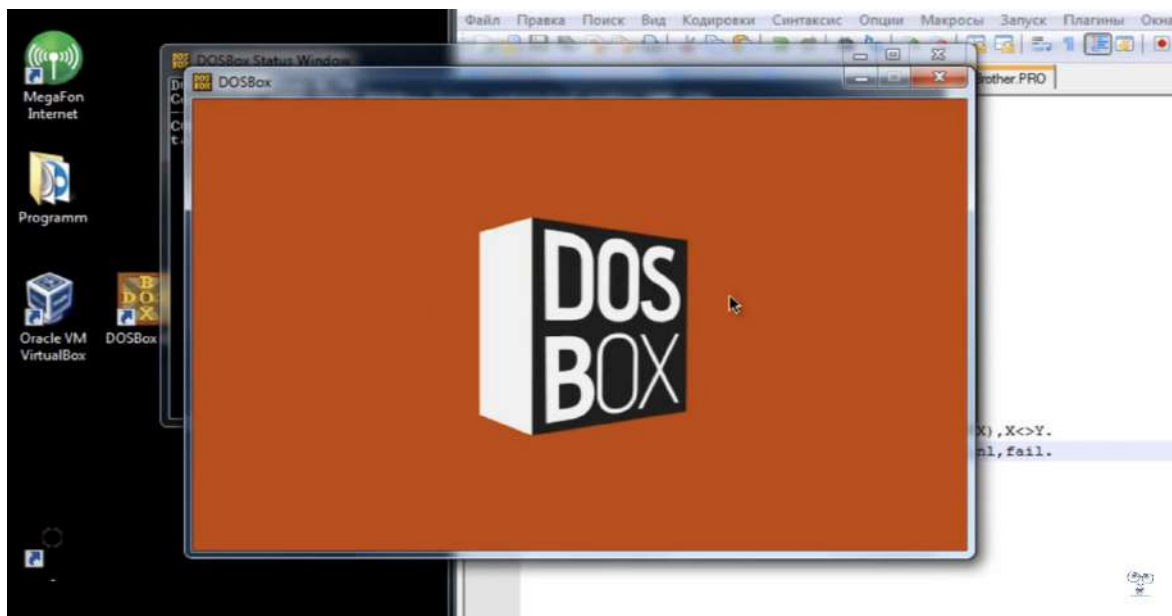 Файл Правка Поиск Вид Кодировки Синтаксис Опции Макросы Запуск Плагины Окна
DOSBox Status Window
DOSBox
Brother.PRO
MegaFon
Internet
Programm
DOS
BOX
Oracle VM
VirtualBox
DOSBox
X),X<>Y.
nl,fail.